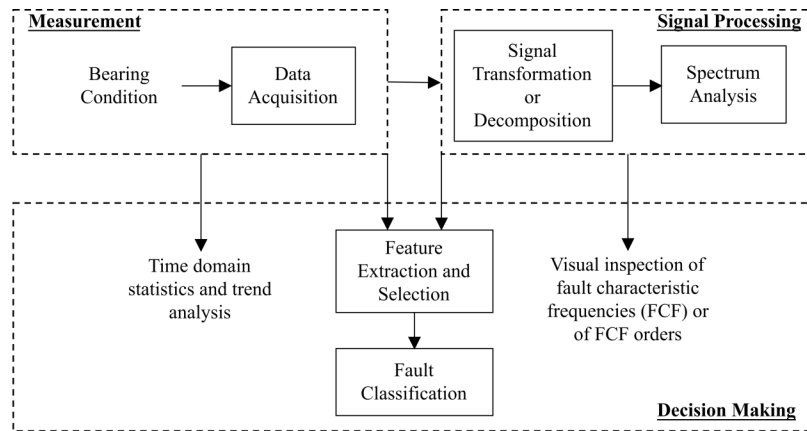 Measurement
Bearing
Condition
Data
Acquisition
Signal Processing
Signal
Transformation
or
Decomposition
Spectrum
Analysis
Time domain
statistics and trend
analysis
Feature
Extraction and
Selection
Fault
Classification
Visual inspection of
fault characteristic
frequencies (FCF) or
of FCF orders
Decision Making